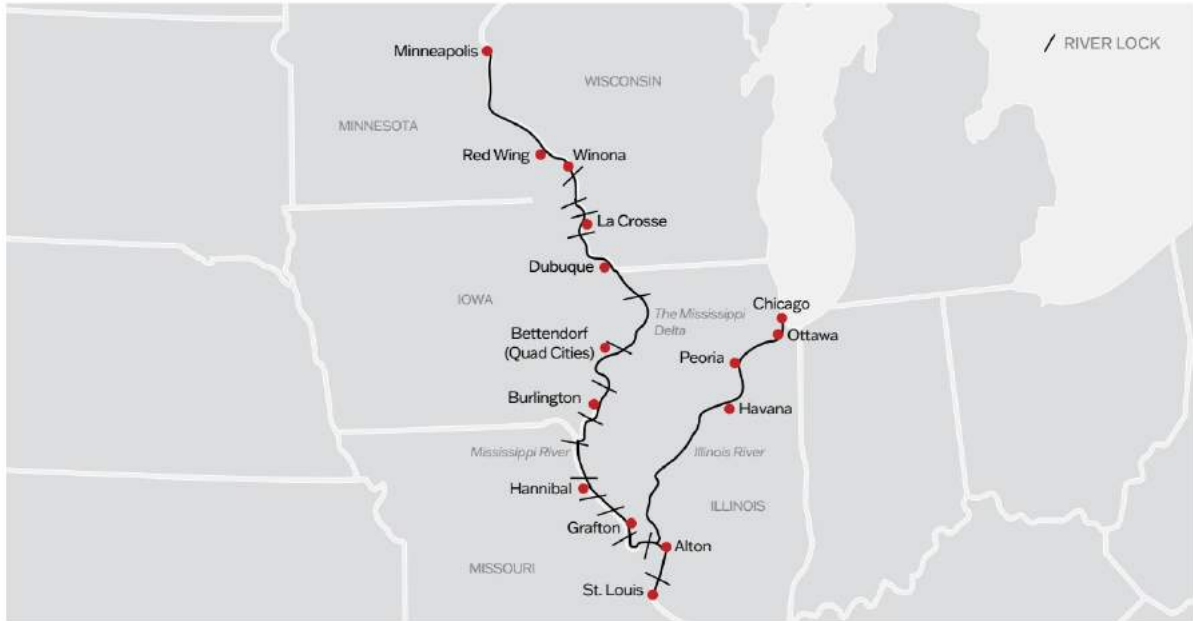 RIVER LOCK
Minneapolis
WISCONSIN
MINNESOTA
Red Wing
Winona
La Crosse
Dubuque
IOWA
The Mississippi
Delta
Chicago
Ottawa
Bettendorf
(Quad Cities)
Peoria
Burlington
Havana
Mississippi River
Illinois River
Hannibal
ILLINOIS
Grafton
Alton
MISSOURI
St. Louis